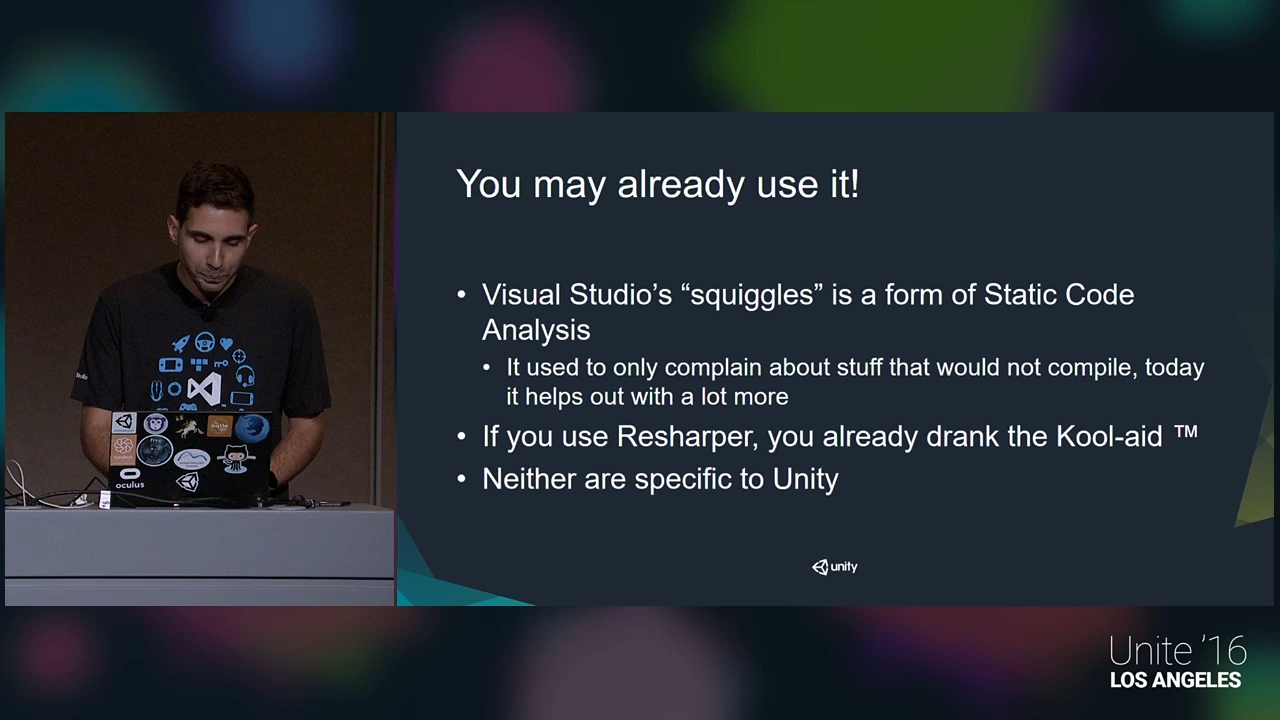 You may already use it!
• Visual Studio’s “squiggles” is a form of Static Code
Analysis
• It used to only complain about stuff that would not compile, today
it helps out with a lot more
• If you use Resharper, you already drank the Kool-aid ™
• Neither are specific to Unity
unity
oculus
Unite ’16
LOS ANGELES